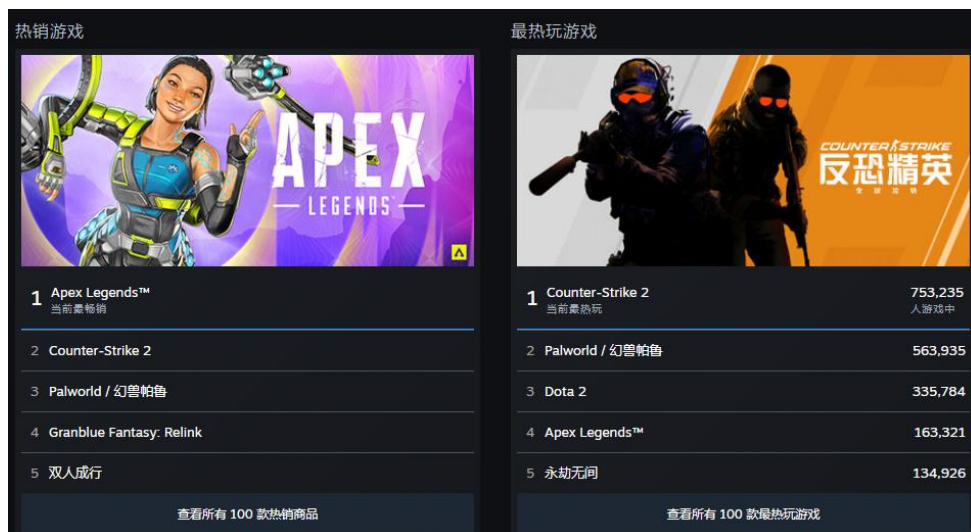 热销游戏
APEX
LEGENDS
1 Apex Legends™
当前最畅销
2 Counter-Strike 2
3 Palworld / 幻兽帕鲁
4 Granblue Fantasy: Relink
5 双人成行
查看所有 100 款热销商品
最热玩游戏
COUNTER STRIKE
反恐精英
全球攻势
1 Counter-Strike 2 753,235
当前最热玩 人游戏中
2 Palworld / 幻兽帕鲁 563,935
3 Dota 2 335,784
4 Apex Legends™ 163,321
5 永劫无间 134,926
查看所有 100 款最热玩游戏